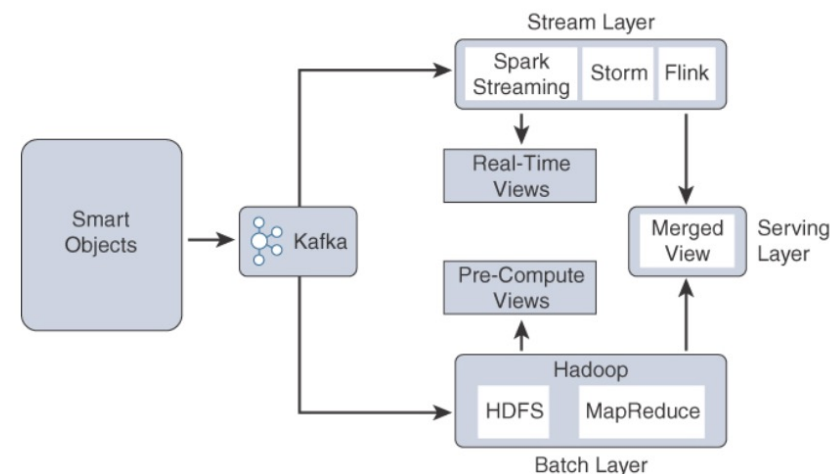 Stream Layer
Spark
Streaming
Storm
Flink
Real-Time
Views
Smart
Objects
Kafka
Merged
View
Serving
Layer
Pre-Compute
Views
Hadoop
HDFS
MapReduce
Batch Layer